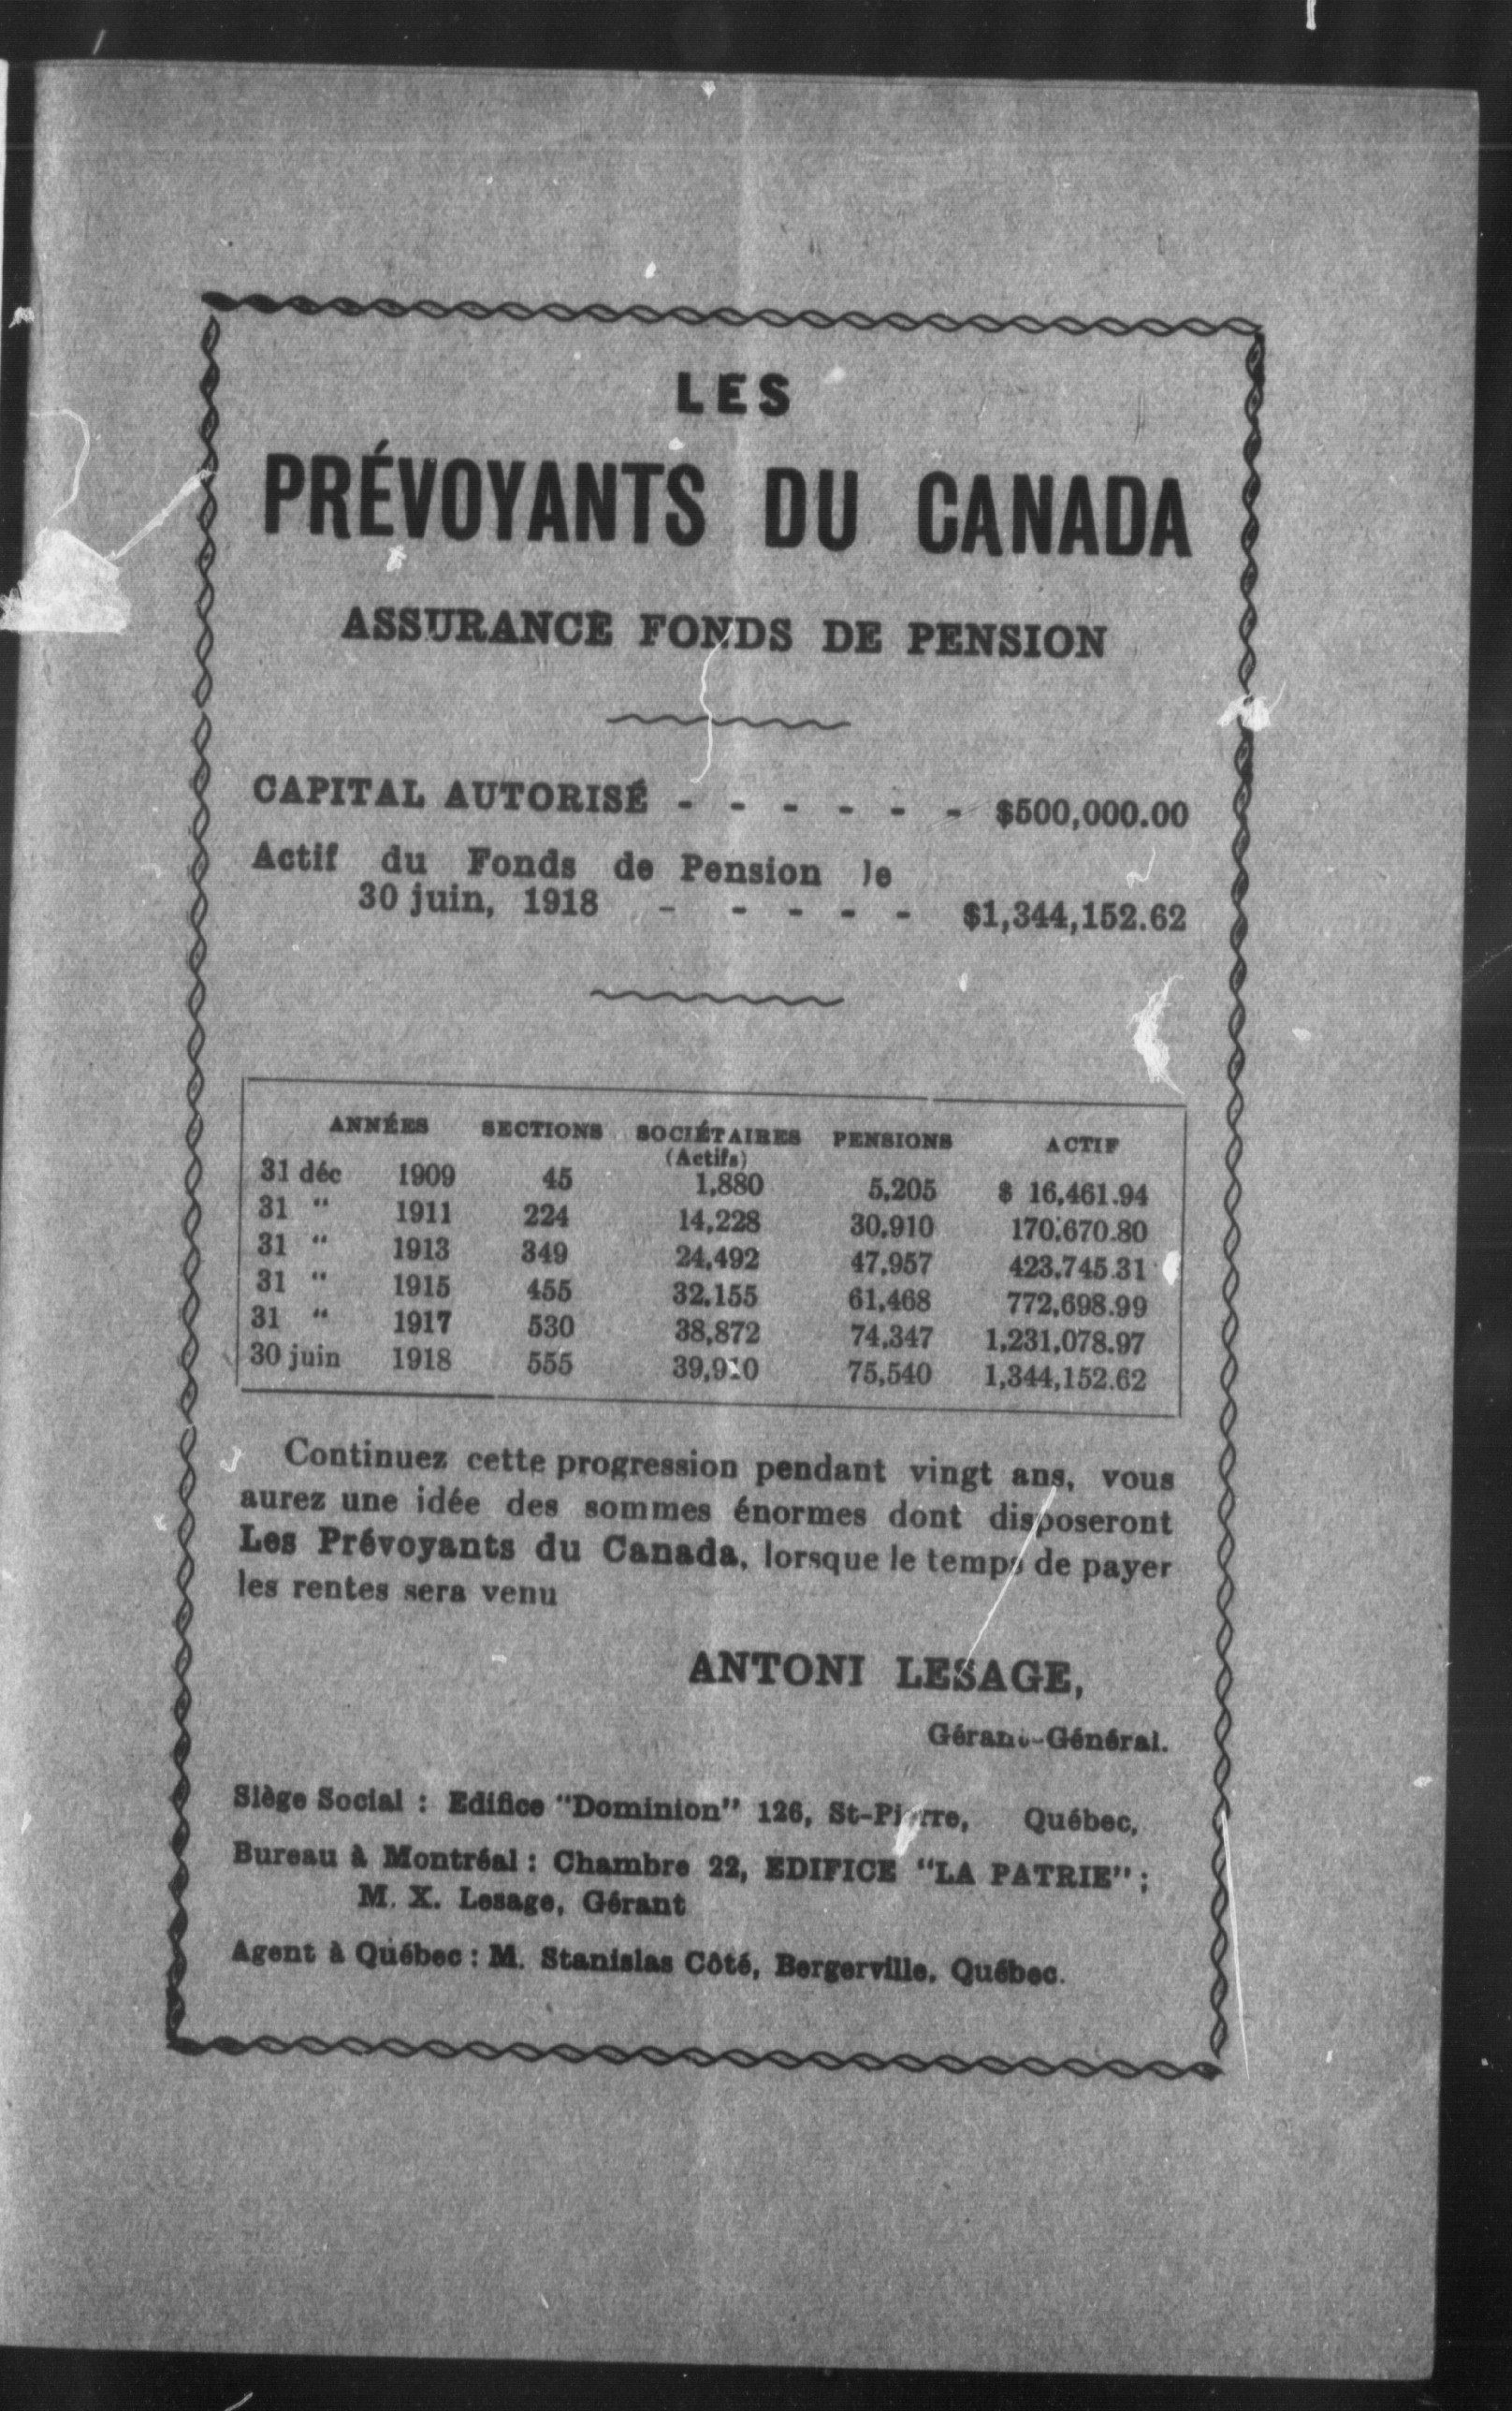 LES
PRÉVOYANTS DU CANADA
ASSURANCE FONDS DE PENSION
CAPITAL AUTORISÉ - - - - - - $500,000.00
Actif du Fonds de Pension le
30 juin, 1918 - - - - - $1,344,152.62
ANNÉES SECTIONS SOCIÉTAIRES PENSIONS ACTIF
(Actifs)
31 déc 1909 45 1,880 5,205 $ 16,461.94
31 " 1911 224 14,228 30,910 170,670.80
31 " 1913 349 24,492 47,957 423,745.31
31 " 1915 455 32,155 61,468 772,698.99
31 " 1917 530 38,872 74,347 1,231,078.97
30 juin 1918 555 39,910 75,540 1,344,152.62
Continuez cette progression pendant vingt ans, vous
aurez une idée des sommes énormes dont disposeront
Les Prévoyants du Canada, lorsque le temps de payer
les rentes sera venu
ANTONI LESAGE,
Gérant-Général.
Siège Social : Edifice "Dominion" 126, St-Pierre, Québec,
Bureau à Montréal : Chambre 22, EDIFICE "LA PATRIE" ;
M. X. Lesage, Gérant
Agent à Québec : M. Stanislas Côté, Bergerville, Québec.